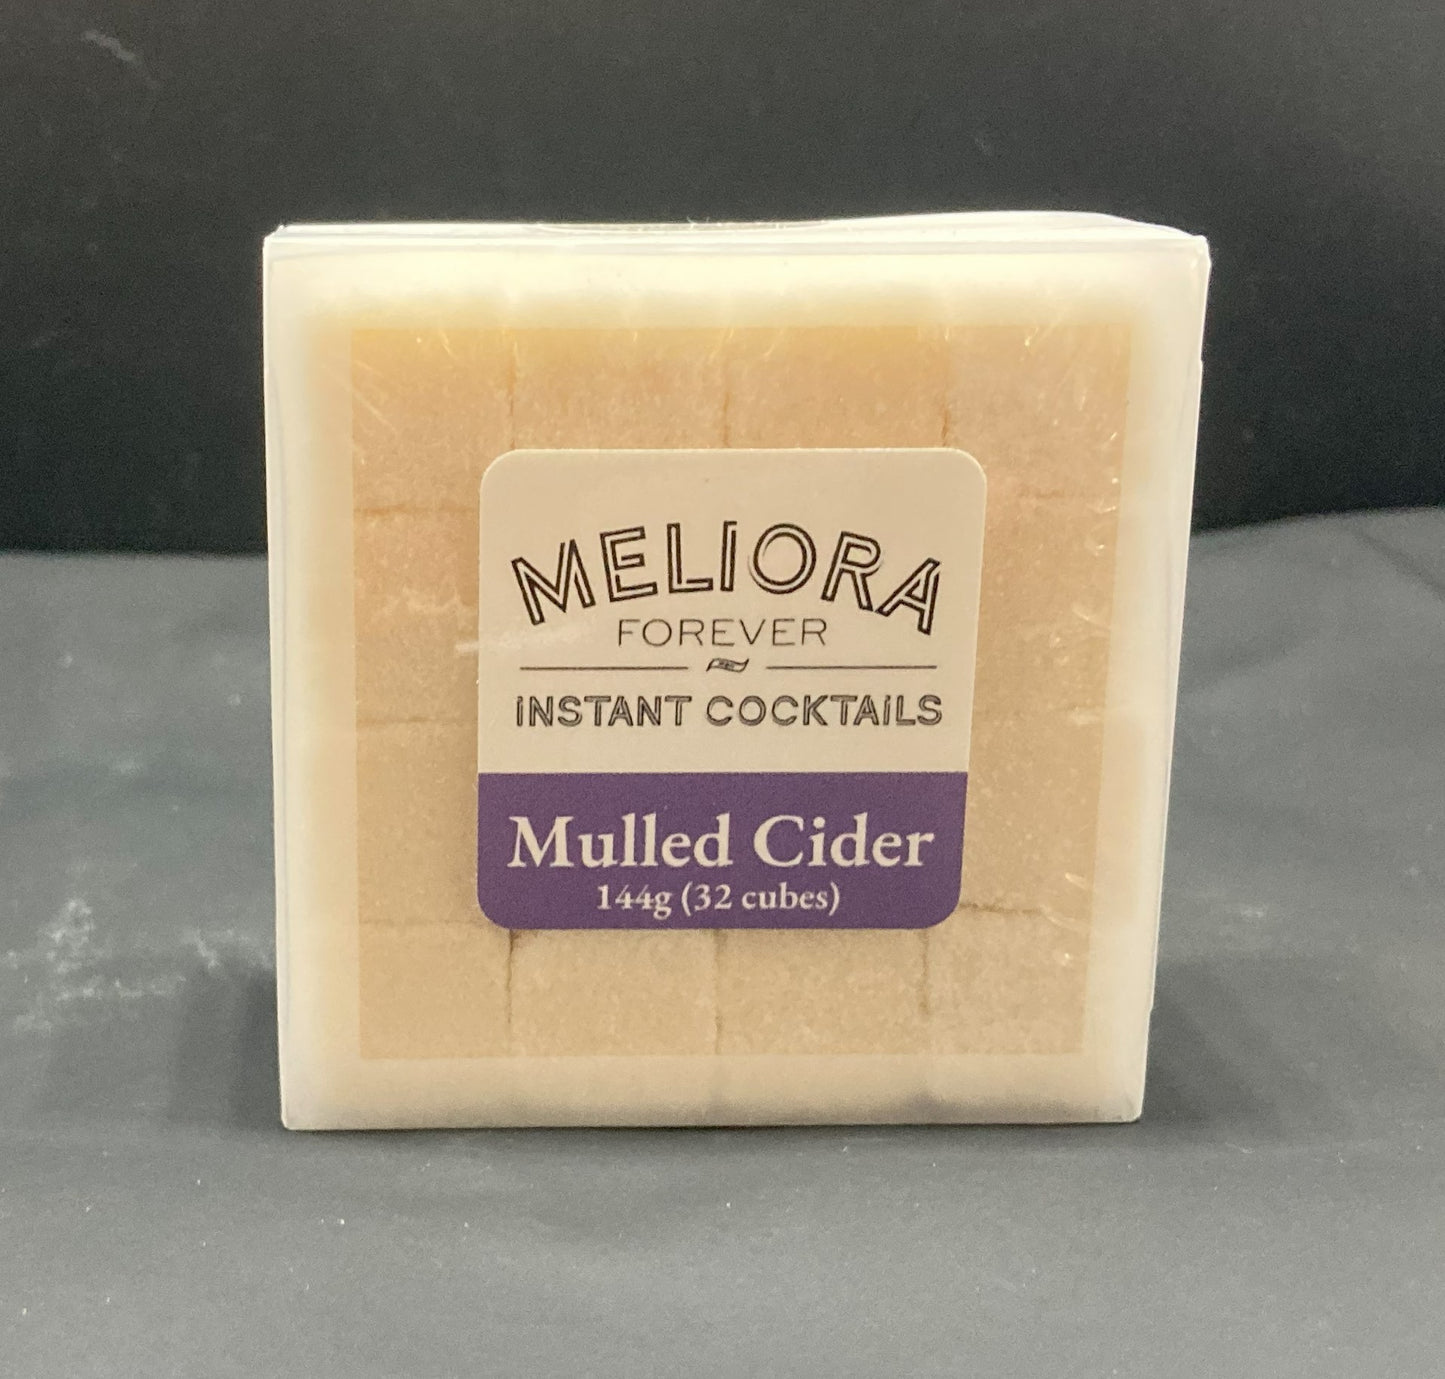 MELIORA
FOREVER
INSTANT COCKTAILS
Mulled Cider
144g (32 cubes)